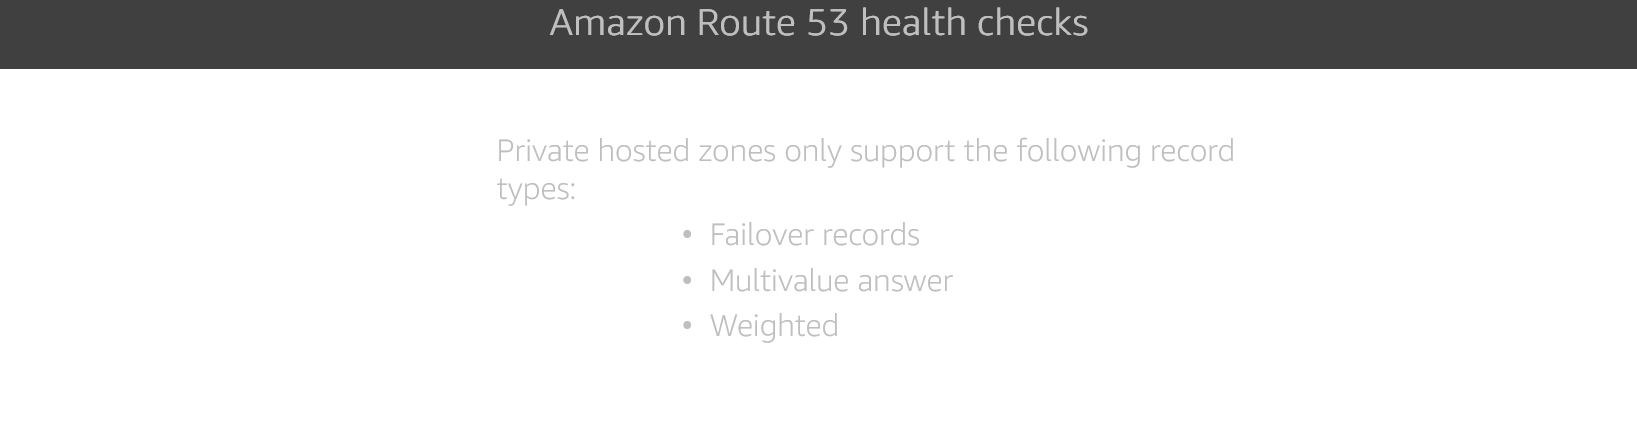 Amazon Route 53 health checks
Private hosted zones only support the following record
types:
• Failover records
• Multivalue answer
• Weighted